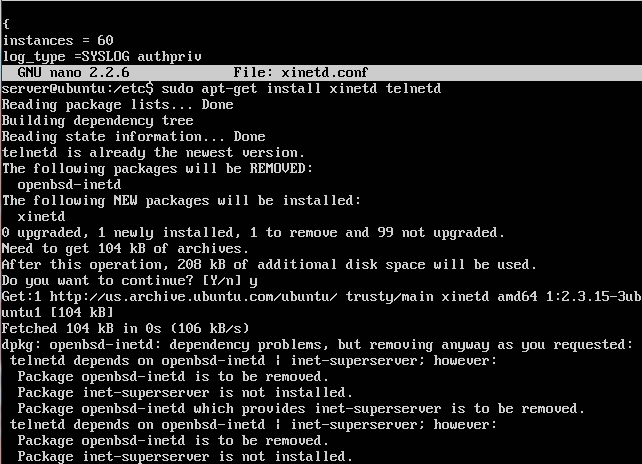 {
instances = 60
log_type =SYSLOG authpriv
GNU nano 2.2.6 File: xinetd.conf
server@ubuntu:/etc$ sudo apt-get install xinetd telnetd
Reading package lists... Done
Building dependency tree
Reading state information... Done
telnetd is already the newest version.
The following packages will be REMOVED:
  openbsd-inetd
The following NEW packages will be installed:
  xinetd
0 upgraded, 1 newly installed, 1 to remove and 99 not upgraded.
Need to get 104 kB of archives.
After this operation, 208 kB of additional disk space will be used.
Do you want to continue? [Y/n] y
Get:1 http://us.archive.ubuntu.com/ubuntu/ trusty/main xinetd amd64 1:2.3.15-3ub
untu1 [104 kB]
Fetched 104 kB in 0s (106 kB/s)
dpkg: openbsd-inetd: dependency problems, but removing anyway as you requested:
 telnetd depends on openbsd-inetd | inet-superserver; however:
  Package openbsd-inetd is to be removed.
  Package inet-superserver is not installed.
  Package openbsd-inetd which provides inet-superserver is to be removed.
 telnetd depends on openbsd-inetd | inet-superserver; however:
  Package openbsd-inetd is to be removed.
  Package inet-superserver is not installed.